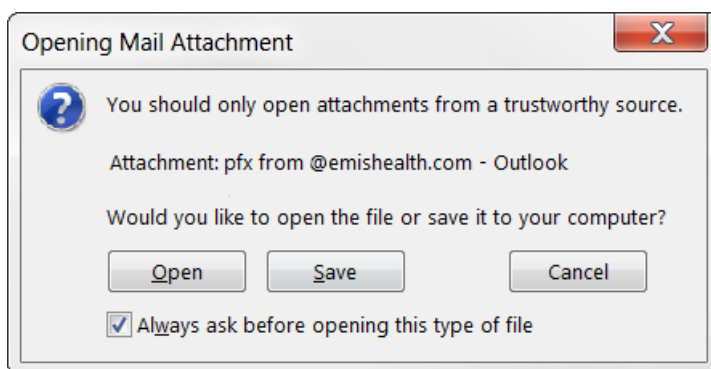 Opening Mail Attachment
You should only open attachments from a trustworthy source.
Attachment: pfx from @emishealth.com - Outlook
Would you like to open the file or save it to your computer?
Open Save Cancel
Always ask before opening this type of file